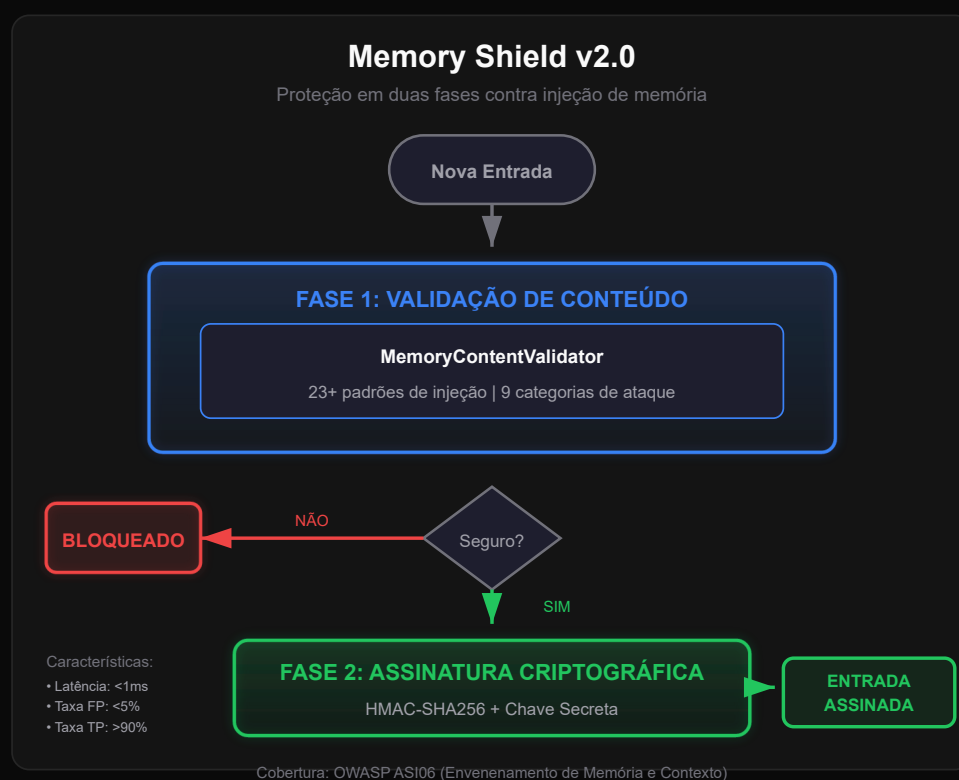 Memory Shield v2.0
Proteção em duas fases contra injeção de memória
Nova Entrada
FASE 1: VALIDAÇÃO DE CONTEÚDO
MemoryContentValidator
23+ padrões de injeção | 9 categorias de ataque
NÃO
BLOQUEADO
Seguro?
SIM
Características:
• Latência: <1ms
• Taxa FP: <5%
• Taxa TP: >90%
FASE 2: ASSINATURA CRIPTOGRÁFICA
HMAC-SHA256 + Chave Secreta
ENTRADA
ASSINADA
Cobertura: OWASP ASI06 (Envenenamento de Memória e Contexto)